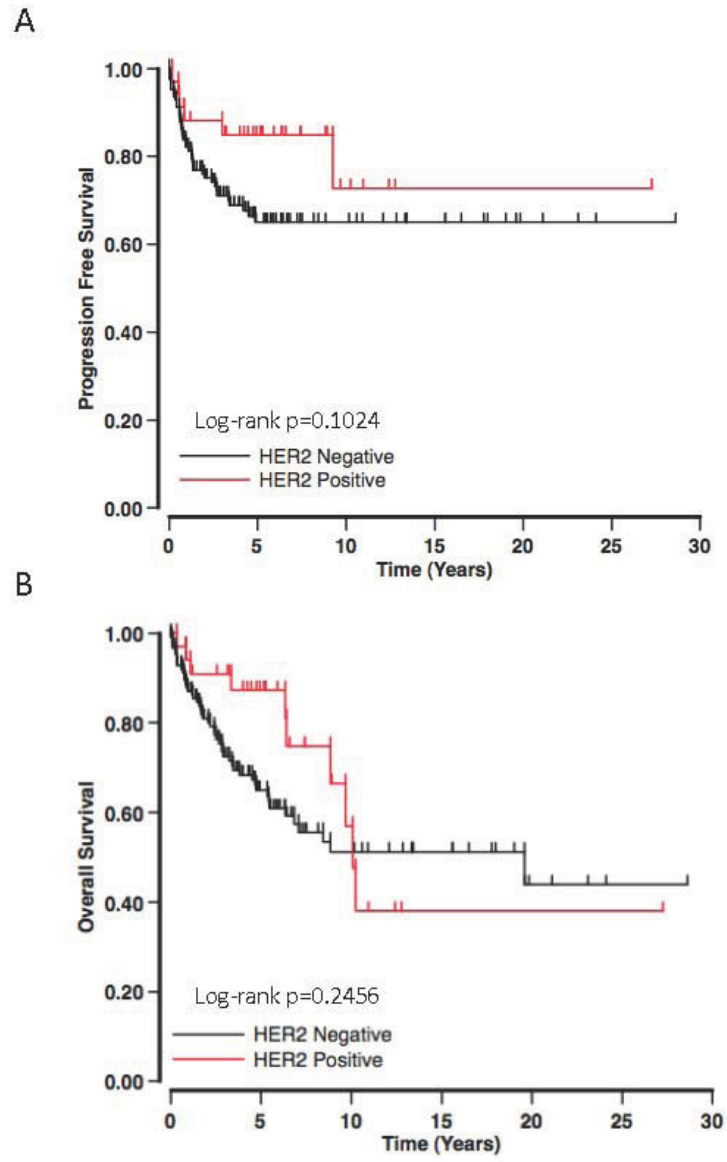 A
1.00
0.80
0.60
0.40
0.20
0.00
Progression Free Survival
Log-rank p=0.1024
HER2 Negative
HER2 Positive
0 5 10 15 20 25 30
Time (Years)
B
1.00
0.80
0.60
0.40
0.20
0.00
Overall Survival
Log-rank p=0.2456
HER2 Negative
HER2 Positive
0 5 10 15 20 25 30
Time (Years)